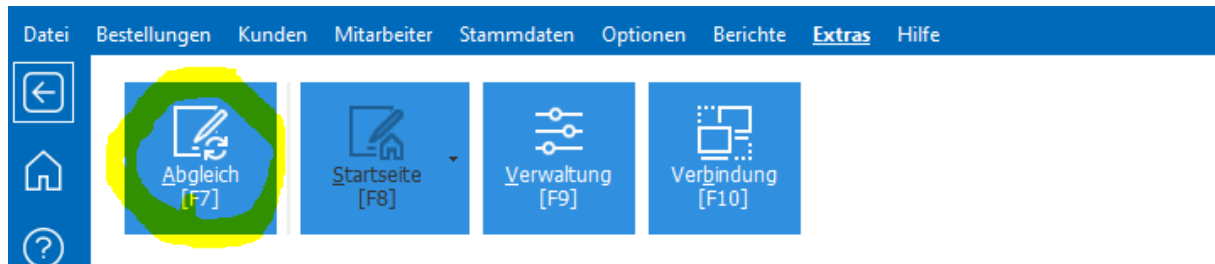 Datei Bestellungen Kunden Mitarbeiter Stammdaten Optionen Berichte Extras Hilfe
Abgleich Startseite Verwaltung Verbindung
[F7] [F8] [F9] [F10]
?